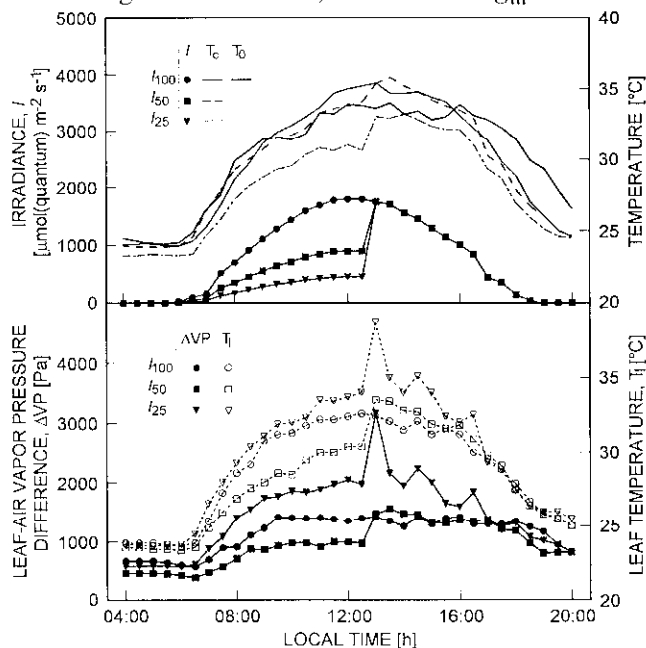 5000
4000
3000
2000
1000
0
IRRADIANCE, I
[μmol(quantum) m⁻² s⁻¹]
I Tc T0
I100
I50
I25
40
35
30
25
20
TEMPERATURE [°C]
4000
3000
2000
1000
0
LEAF-AIR VAPOR PRESSURE
DIFFERENCE, ΔVP [Pa]
ΔVP Tl
I100
I50
I25
35
30
25
20
LEAF TEMPERATURE, Tl [°C]
04:00 08:00 12:00 16:00 20:00
LOCAL TIME [h]